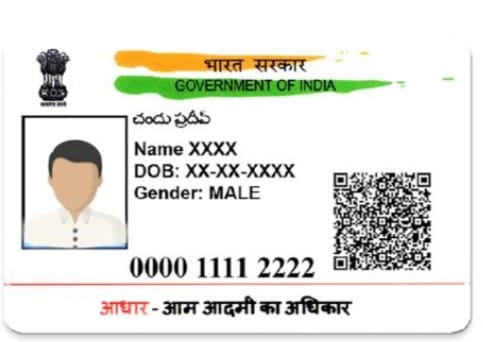 भारत सरकार
GOVERNMENT OF INDIA
చందు ప్రదీప్
Name XXXX
DOB: XX-XX-XXXX
Gender: MALE
0000 1111 2222
आधार - आम आदमी का अधिकार